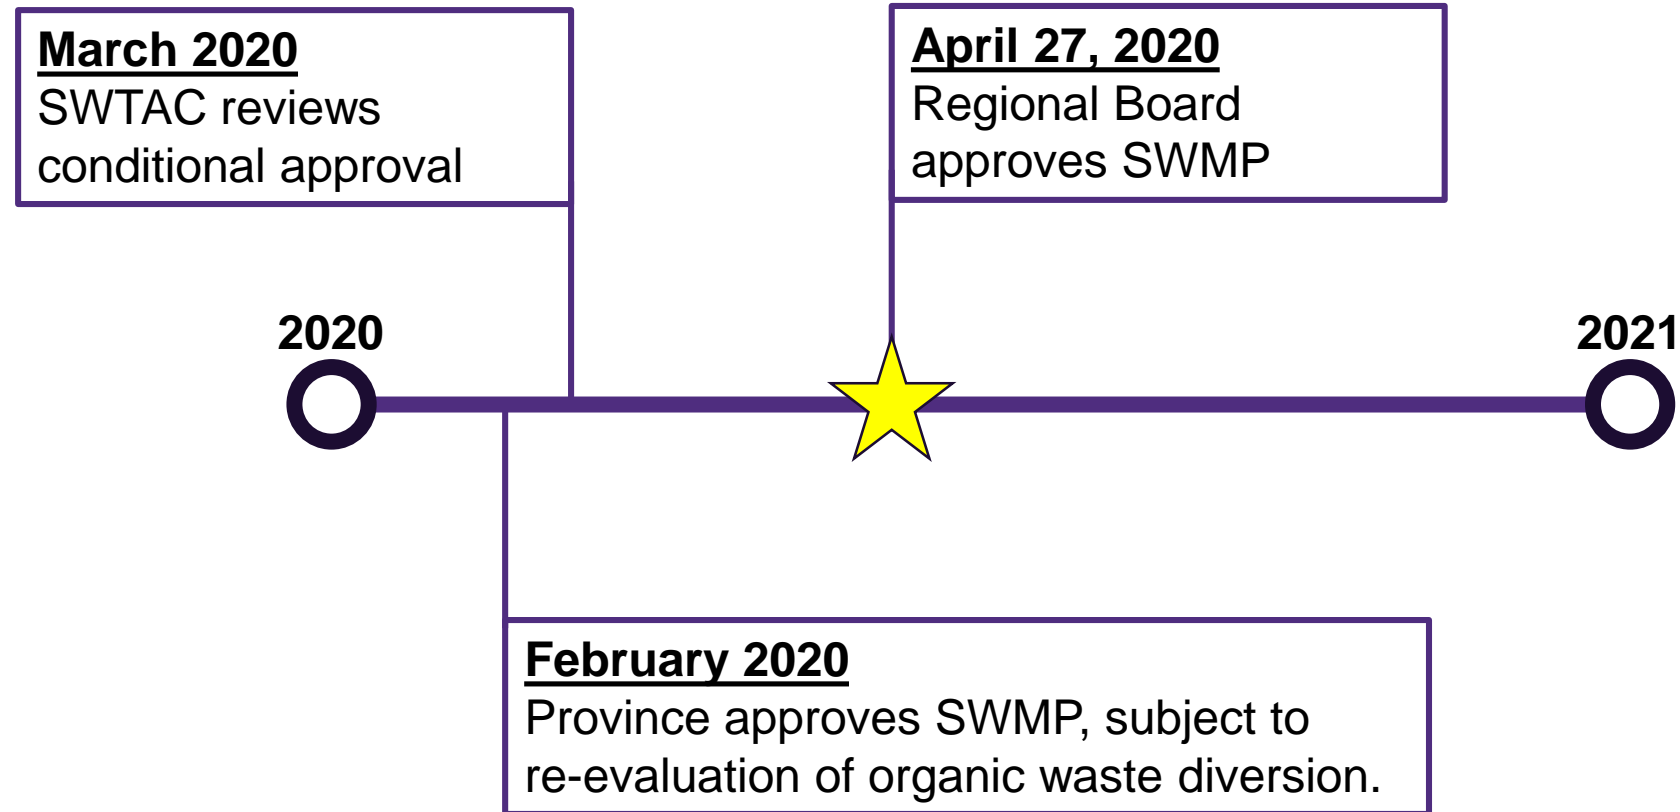 March 2020
SWTAC reviews
conditional approval
April 27, 2020
Regional Board
approves SWMP
2020
2021
February 2020
Province approves SWMP, subject to
re-evaluation of organic waste diversion.